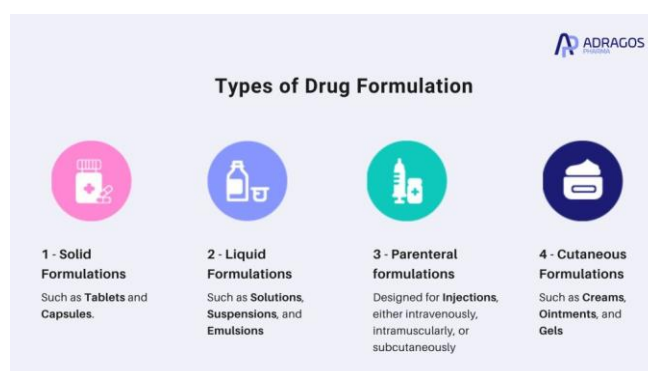 ADRAGOS
PHARMA
Types of Drug Formulation
1 - Solid
Formulations
Such as Tablets and
Capsules.
2 - Liquid
Formulations
Such as Solutions,
Suspensions, and
Emulsions
3 - Parenteral
formulations
Designed for Injections,
either intravenously,
intramuscularly, or
subcutaneously
4 - Cutaneous
Formulations
Such as Creams,
Ointments, and
Gels